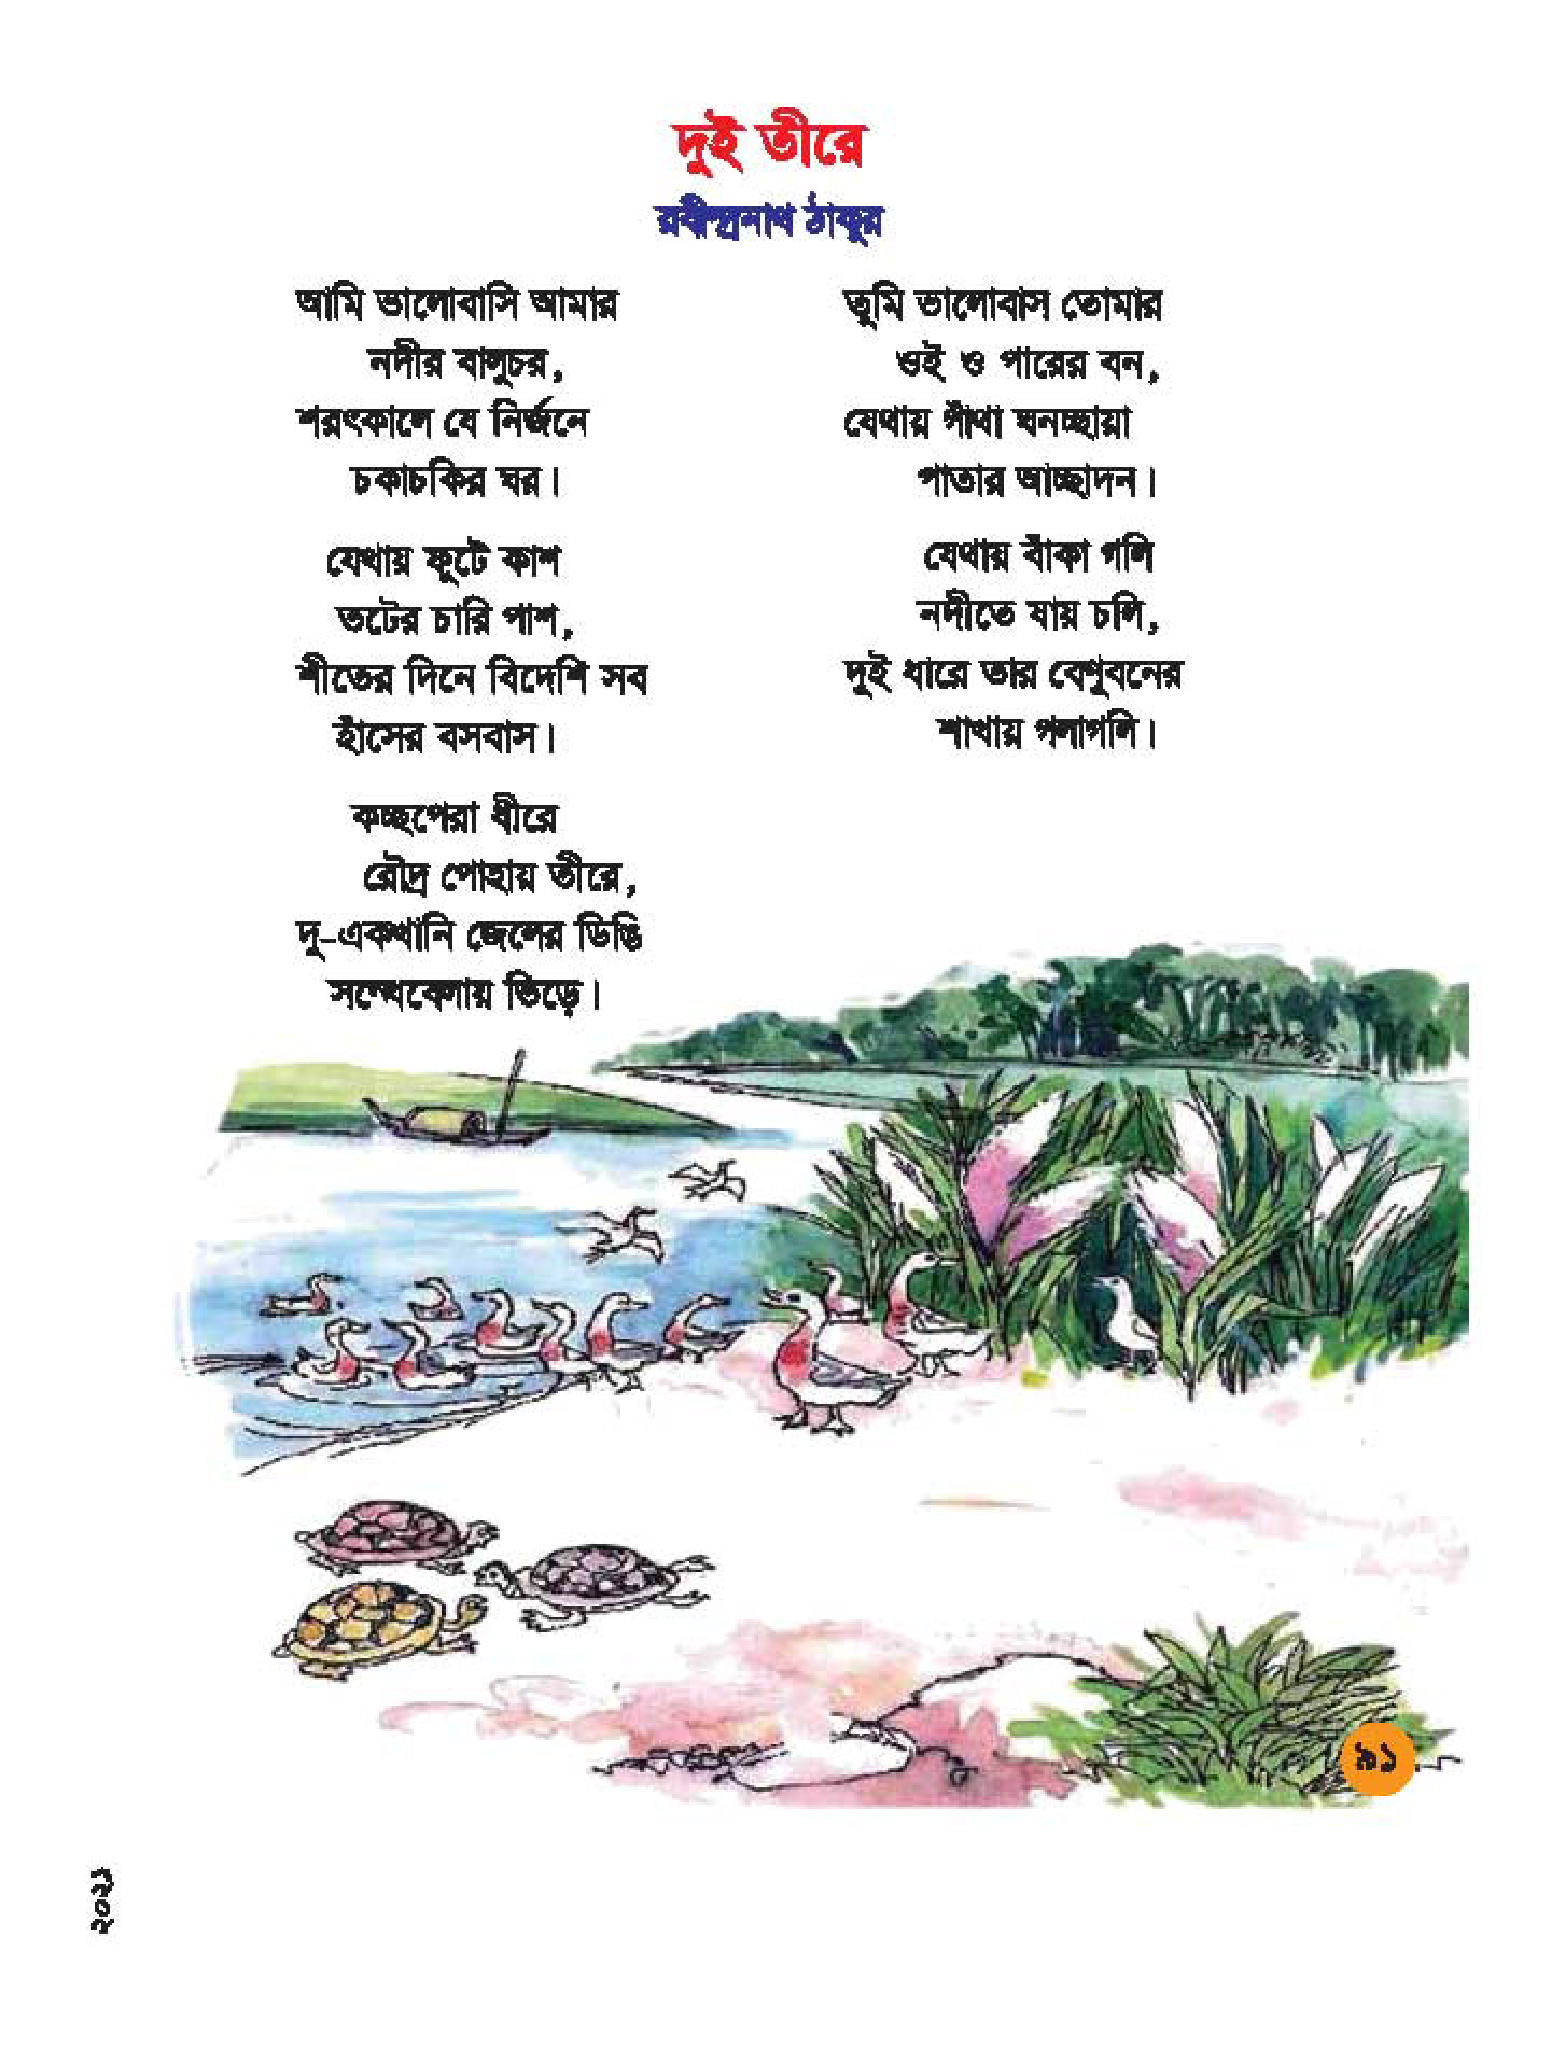 দুই তীরে
রবীন্দ্রনাথ ঠাকুর
আমি ভালোবাসি আমার
নদীর বালুচর,
শরৎকালে যে নির্জনে
চকাচকির ঘর।
যেথায় ফুটে কাশ
তটের চারি পাশ,
শীতের দিনে বিদেশি সব
হাঁসের বসবাস।
কচ্ছপেরা ধীরে
রৌদ্র পোহায় তীরে,
দু-একখানি জেলের ডিঙি
সন্ধেবেলায় ভিড়ে।
তুমি ভালোবাস তোমার
ওই ও পারের বন,
যেথায় গাঁথা ঘনচ্ছায়া
পাতার আচ্ছাদন।
যেথায় বাঁকা গলি
নদীতে যায় চলি,
দুই ধারে তার বেণুবনের
শাখায় গলাগলি।
৯১
২০২১